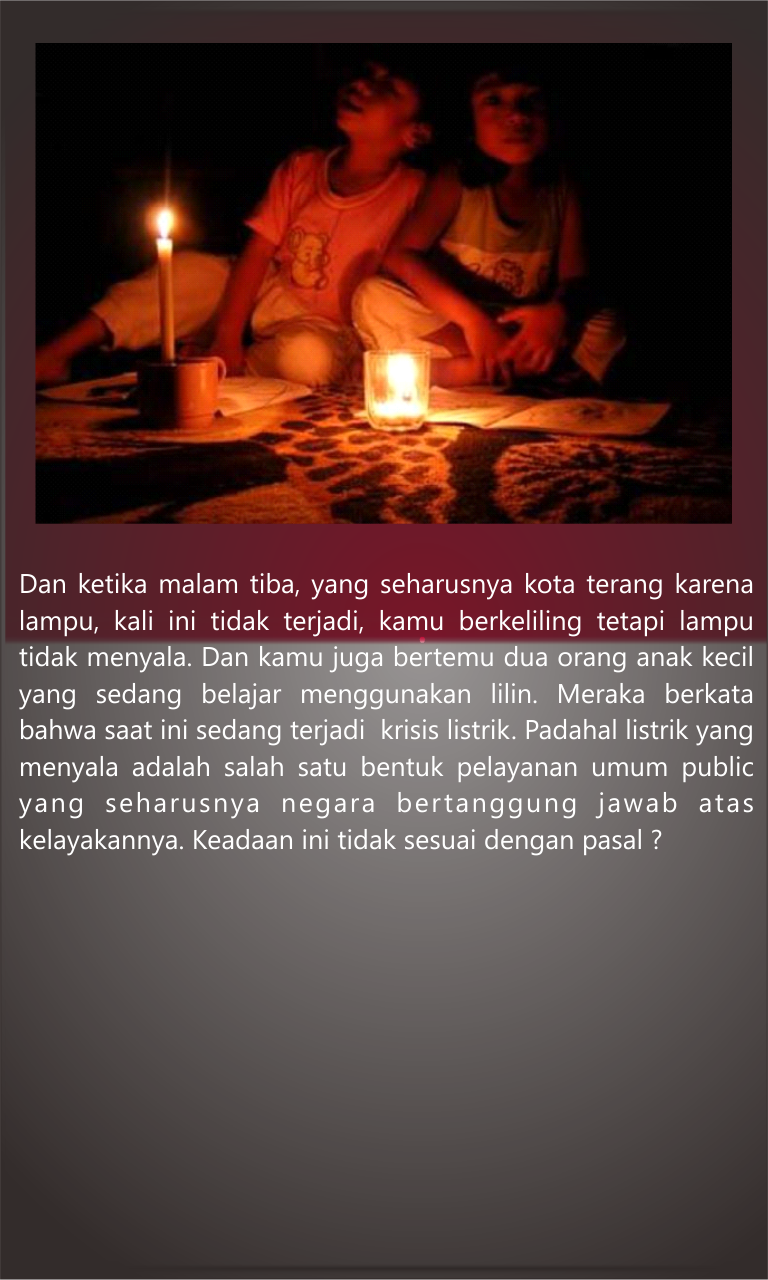 Dan ketika malam tiba, yang seharusnya kota terang karena
lampu, kali ini tidak terjadi, kamu berkeliling tetapi lampu
tidak menyala. Dan kamu juga bertemu dua orang anak kecil
yang sedang belajar menggunakan lilin. Meraka berkata
bahwa saat ini sedang terjadi  krisis listrik. Padahal listrik yang
menyala adalah salah satu bentuk pelayanan umum public
yang seharusnya negara bertanggung jawab atas
kelayakannya. Keadaan ini tidak sesuai dengan pasal ?